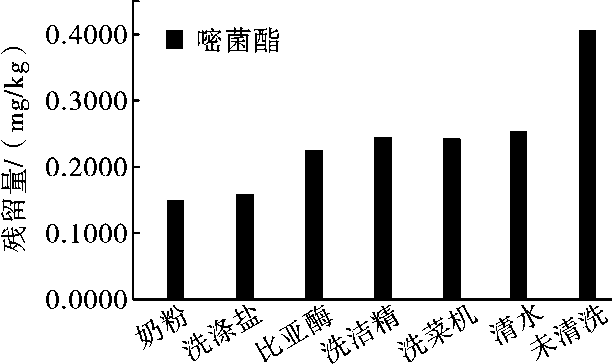 残留量/(mg/kg)
0.4000
0.3000
0.2000
0.1000
0.0000
嘧菌酯
奶粉
洗涤盐
比亚酶
洗洁精
洗菜机
清水
未清洗